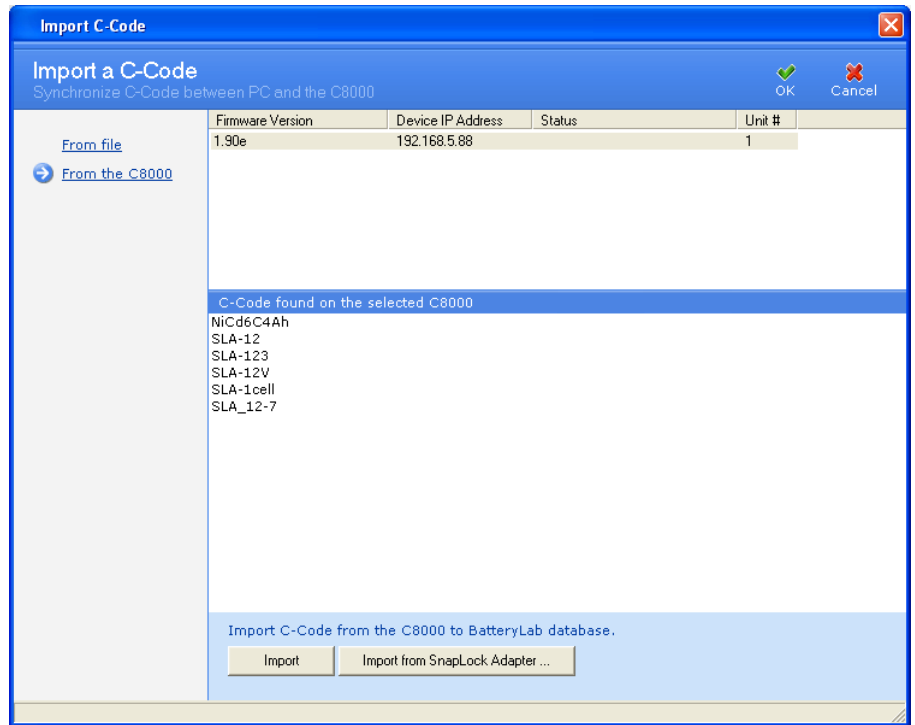 Import C-Code
Import a C-Code
Synchronize C-Code between PC and the C8000
OK
Cancel
From file
From the C8000
Firmware Version Device IP Address Status Unit #
1.90e 192.168.5.88 1
C-Code found on the selected C8000
NiCd6C4Ah
SLA-12
SLA-123
SLA-12V
SLA-1cell
SLA_12-7
Import C-Code from the C8000 to BatteryLab database.
Import Import from SnapLock Adapter ...